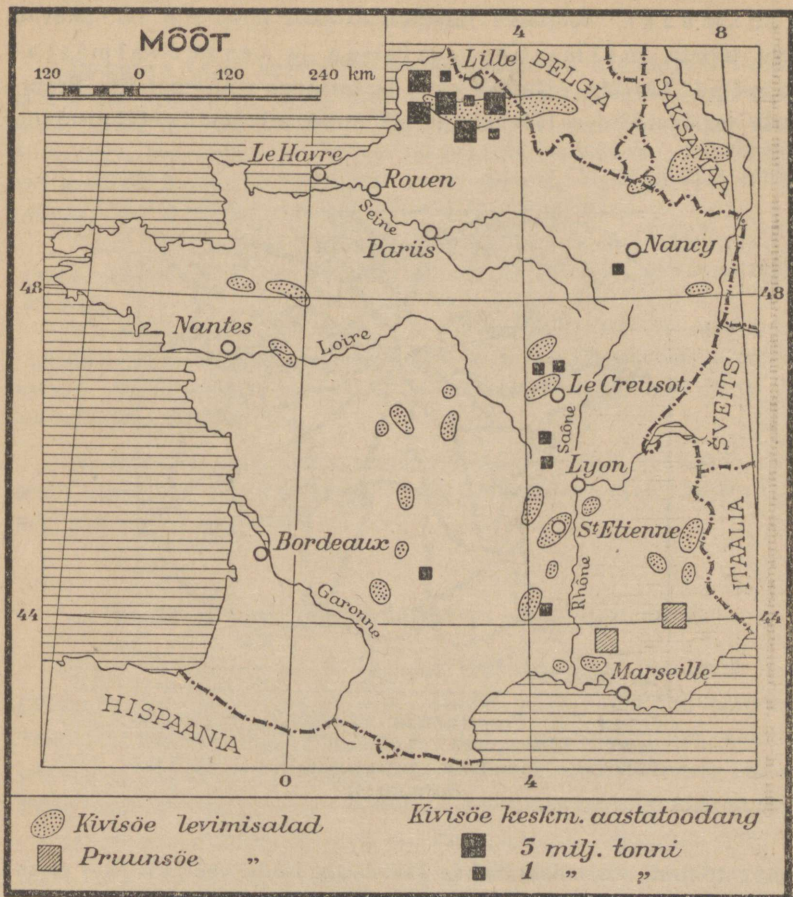 MÔÔT
120 0 120 240 km
4 8
Lille
BELGIA
SAKSAMAA
Le Havre
Rouen
Seine
Pariis
Nancy
48 48
Nantes
Loire
Le Creusot
ŠVEITS
Saône
Lyon
St Etienne
ITAALIA
Bordeaux
Rhône
Garonne
44 44
Marseille
HISPAANIA
0 4
Kivisöe levimisalad
Pruunsöe „
Kivisöe keskm. aastatoodang
5 milj. tonni
1 „ „